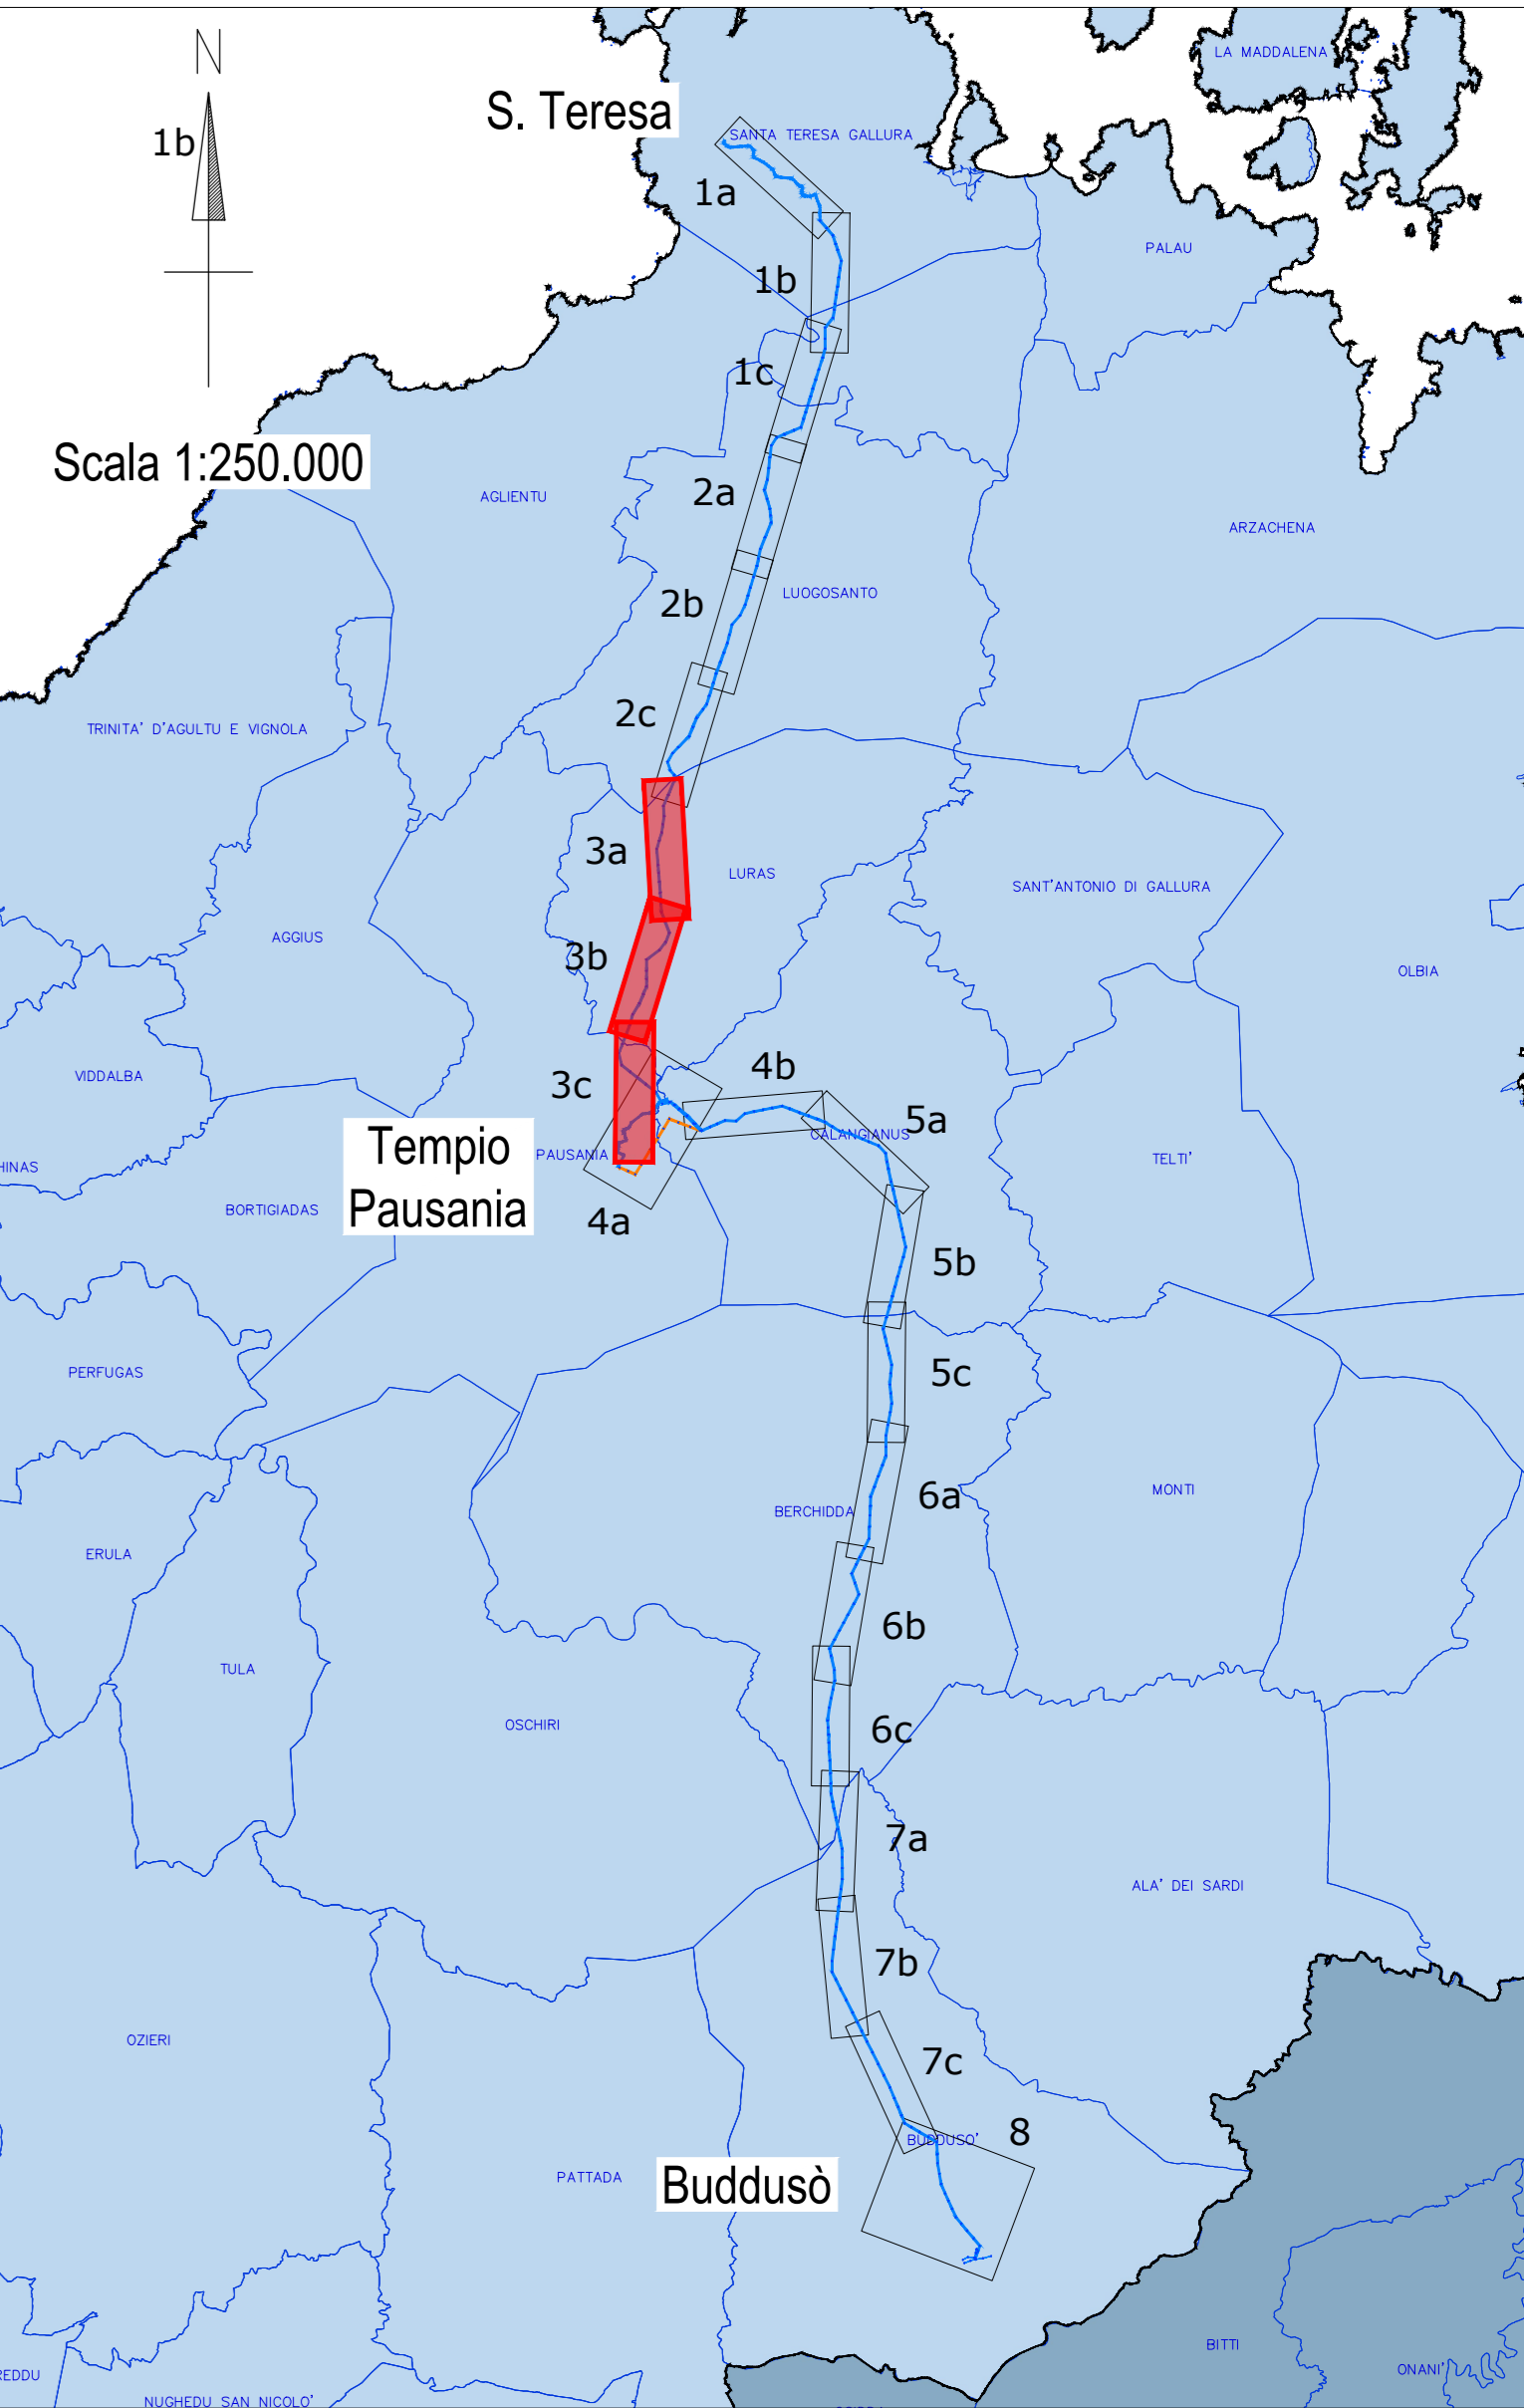 N
1b
S. Teresa
LA MADDALENA
SANTA TERESA GALLURA
1a
PALAU
1b
1c
Scala 1:250.000
AGLIENTU
2a
ARZACHENA
LUOGOSANTO
2b
TRINITA' D'AGULTU E VIGNOLA
2c
3a
LURAS
SANT'ANTONIO DI GALLURA
AGGIUS
3b
OLBIA
VIDDALBA
3c
4b
5a
CALANGIANUS
Tempio
Pausania
PAUSANIA
TELTI'
HINAS
BORTIGIADAS
4a
5b
PERFUGAS
5c
BERCHIDDA
6a
MONTI
ERULA
6b
TULA
OSCHIRI
6c
7a
ALA' DEI SARDI
7b
OZIERI
7c
8
BUDDUSO'
PATTADA
Buddusò
BITTI
REDDU
ONANI'
NUGHEDU SAN NICOLO'